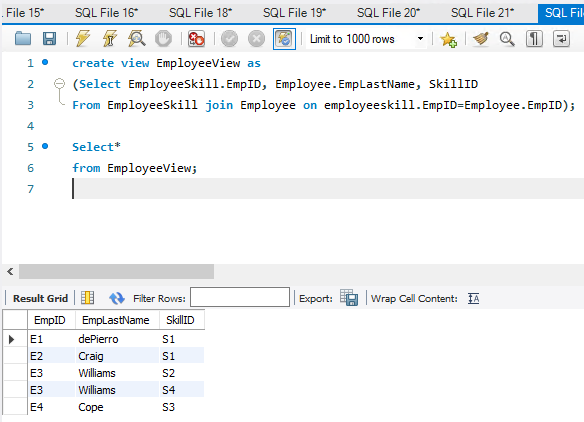 . File 15* SQL File 16* SQL File 18* SQL File 19* SQL File 20* SQL File 21* SQL File
Limit to 1000 rows
1 create view EmployeeView as
2 (Select EmployeeSkill.EmpID, Employee.EmpLastName, SkillID
3 From EmployeeSkill join Employee on employeeskill.EmpID=Employee.EmpID);
4
5 Select*
6 from EmployeeView;
7
Result Grid Filter Rows: Export: Wrap Cell Content: IA
EmpID EmpLastName SkillID
E1 dePierro S1
E2 Craig S1
E3 Williams S2
E3 Williams S4
E4 Cope S3